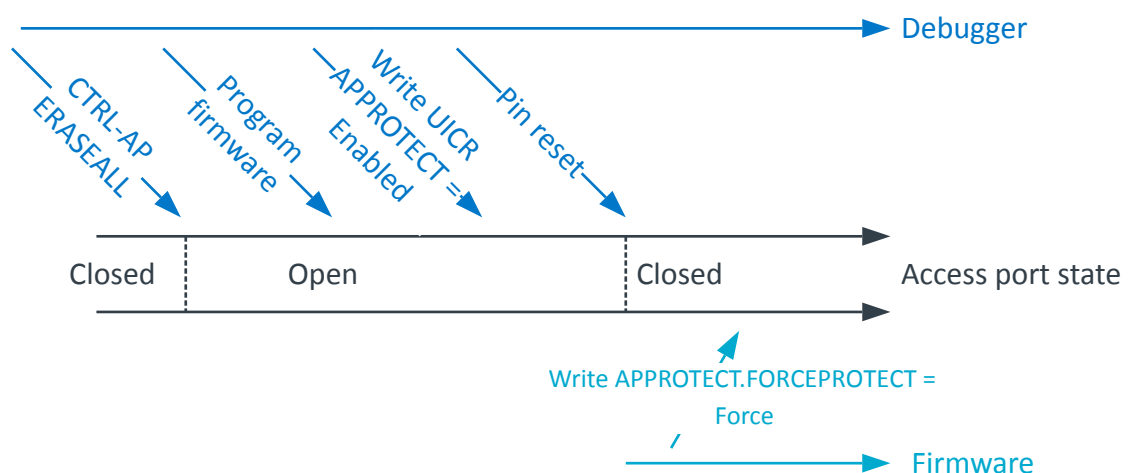 Debugger
CTRL-AP
ERASEALL
Program
firmware
Write UICR
APPROTECT =
Enabled
Pin reset
Closed
Open
Closed
Access port state
Write APPROTECT.FORCEPROTECT =
Force
Firmware